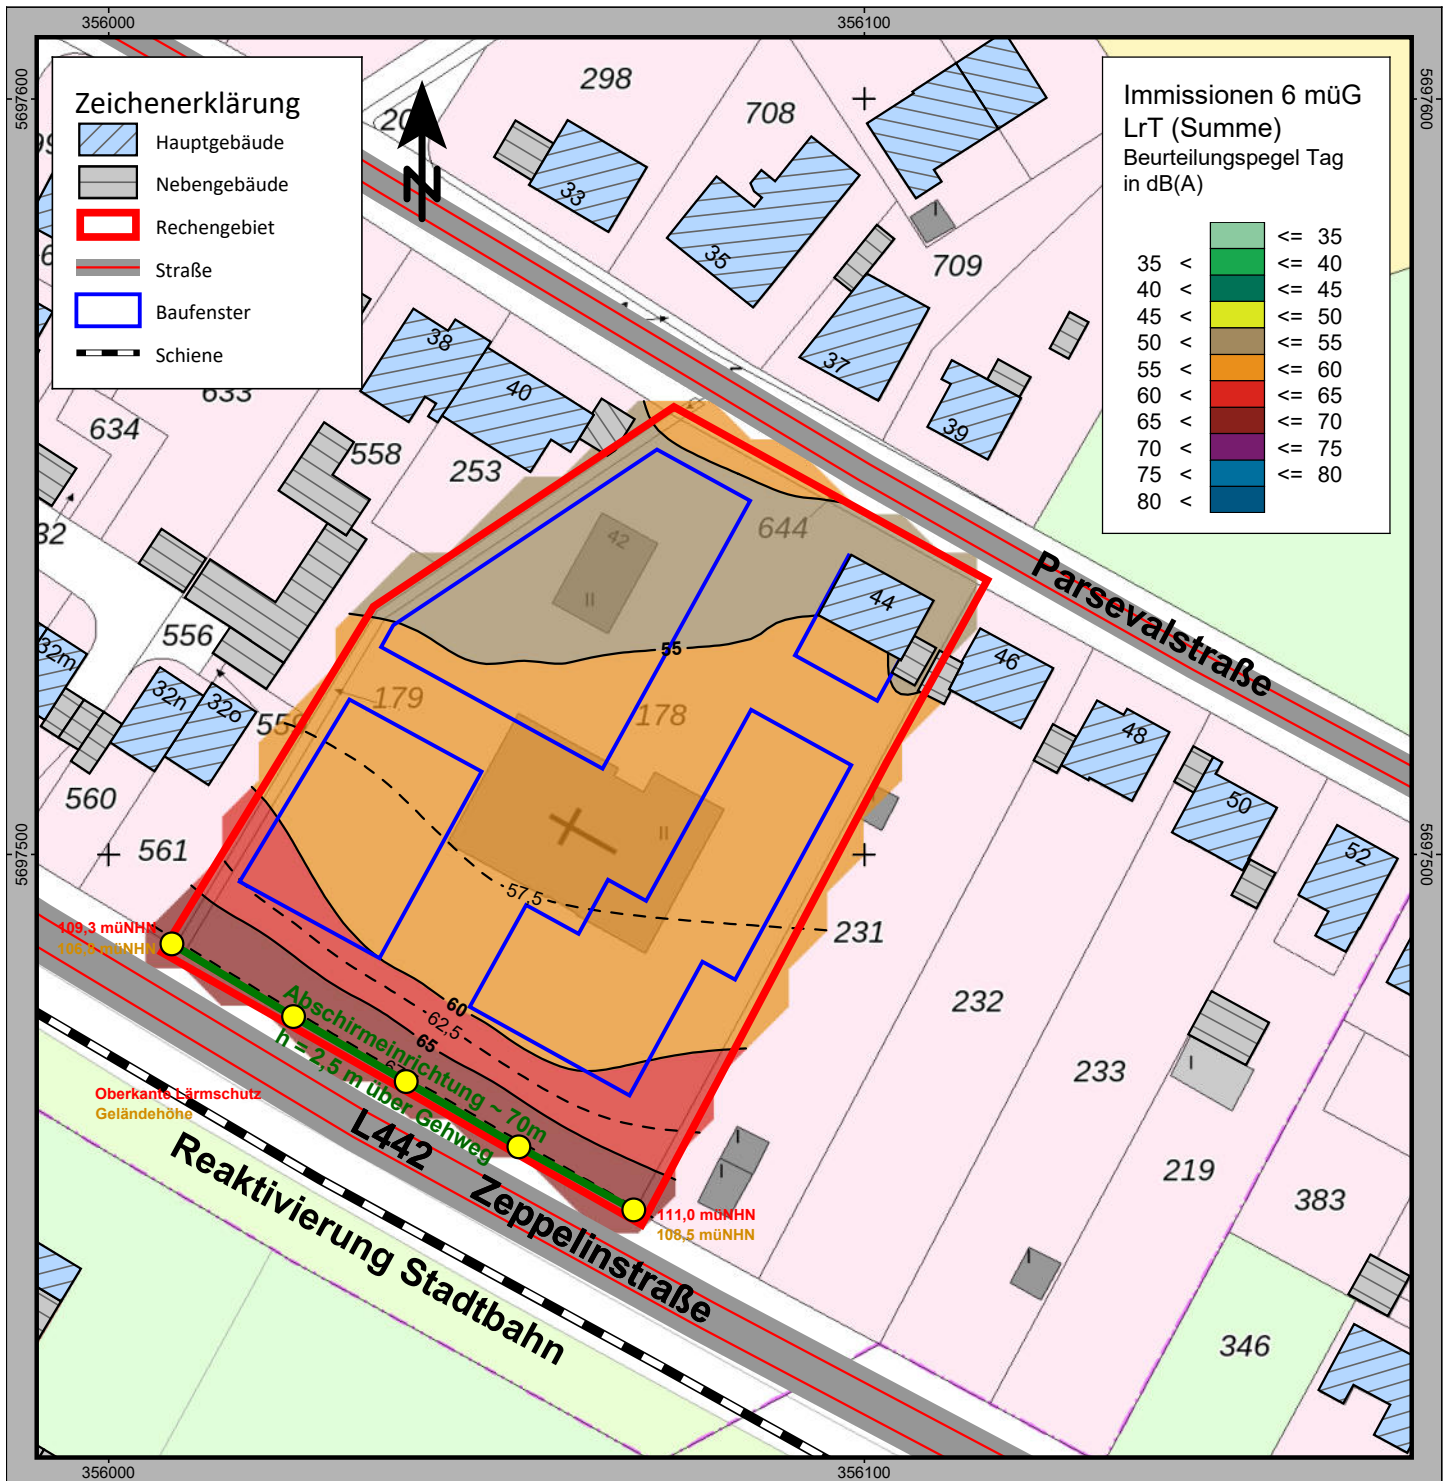 356000
356100
5697600
5697600
Zeichenerklärung
Hauptgebäude
Nebengebäude
Rechengebiet
Straße
Baufenster
Schiene
Immissionen 6 müG
LrT (Summe)
Beurteilungspegel Tag
in dB(A)
<= 35
35 < <= 40
40 < <= 45
45 < <= 50
50 < <= 55
55 < <= 60
60 < <= 65
65 < <= 70
70 < <= 75
75 < <= 80
80 <
N
298
708
33
35
709
37
39
38
40
633
634
558
253
644
42
II
44
46
48
50
52
Parsevalstraße
556
32m
32n
32o
559
179
178
55
560
561
II
57,5
231
232
233
219
383
346
5697500
5697500
109,3 müNHN
60
62,5
65
Abschirmeinrichtung ~ 70m
h = 2,5 m über Gehweg
Oberkante Lärmschutz
Geländehöhe
L442
Zeppelinstraße
Reaktivierung Stadtbahn
111,0 müNHN
108,5 müNHN
I
I
I
I
I
356000
356100